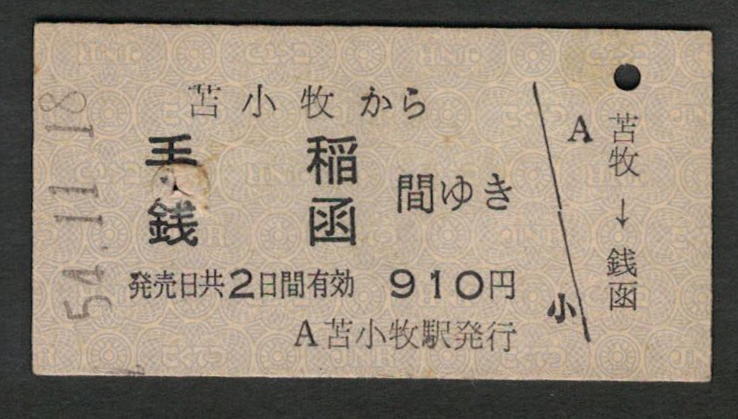 54.11.18
苫小牧から
手稲
銭函
間ゆき
発売日共2日間有効 910円
A苫小牧駅発行
A
小
苫牧→銭函